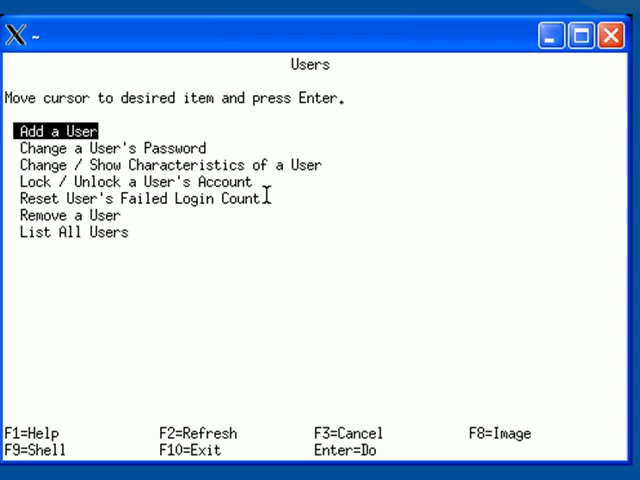 X ~
Users
Move cursor to desired item and press Enter.
Add a User
Change a User's Password
Change / Show Characteristics of a User
Lock / Unlock a User's Account
Reset User's Failed Login Count
Remove a User
List All Users
F1=Help F2=Refresh F3=Cancel F8=Image
F9=Shell F10=Exit Enter=Do